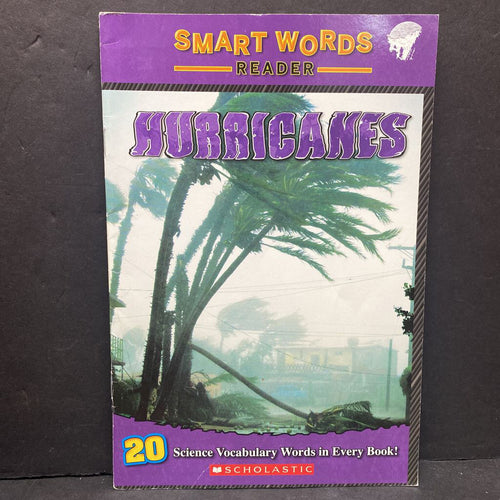 SMART WORDS
READER
HURRICANES
20 Science Vocabulary Words in Every Book!
SCHOLASTIC